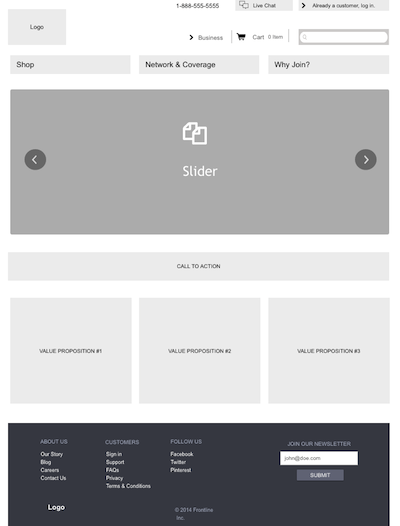 1-888-555-5555
Live Chat
Already a customer, log in.
Logo
Business
Cart 0 Item
Shop
Network & Coverage
Why Join?
Slider
CALL TO ACTION
VALUE PROPOSITION #1
VALUE PROPOSITION #2
VALUE PROPOSITION #3
ABOUT US
Our Story
Blog
Careers
Contact Us
CUSTOMERS
Sign in
Support
FAQs
Privacy
Terms & Conditions
FOLLOW US
Facebook
Twitter
Pinterest
JOIN OUR NEWSLETTER
john@doe.com
SUBMIT
Logo
© 2014 Frontline
Inc.